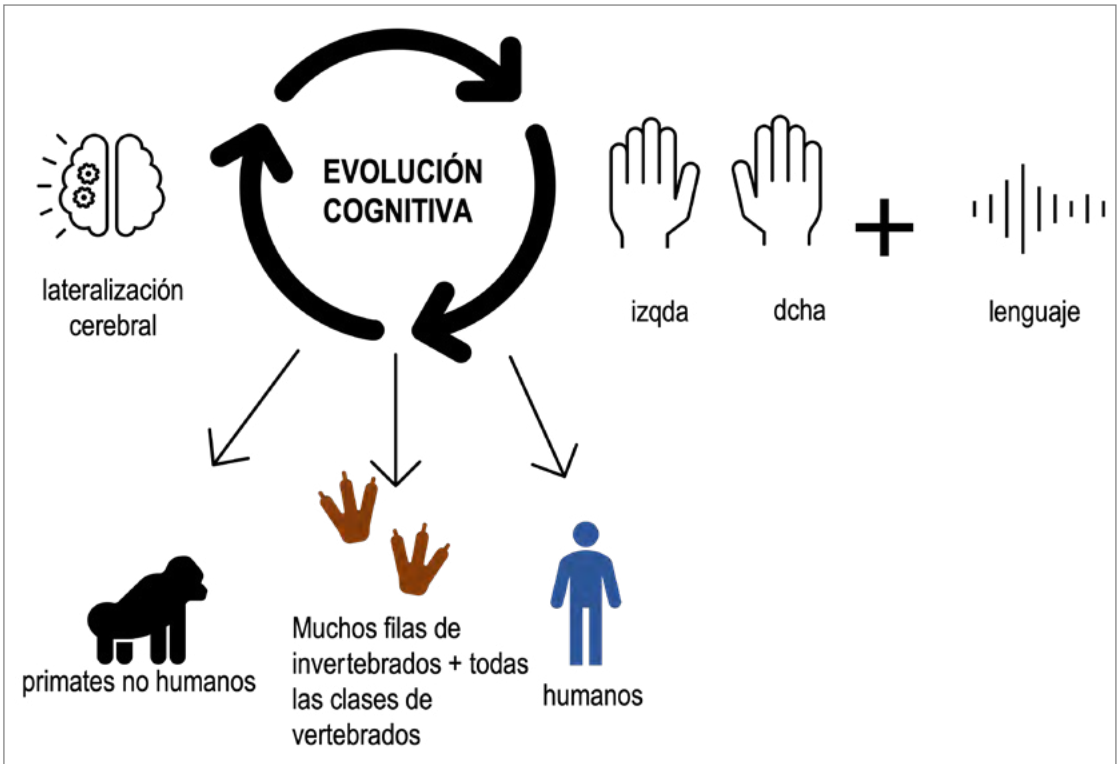 EVOLUCIÓN
COGNITIVA
lateralización
cerebral
izqda
dcha
lenguaje
primates no humanos
Muchos filas de
invertebrados + todas
las clases de
vertebrados
humanos